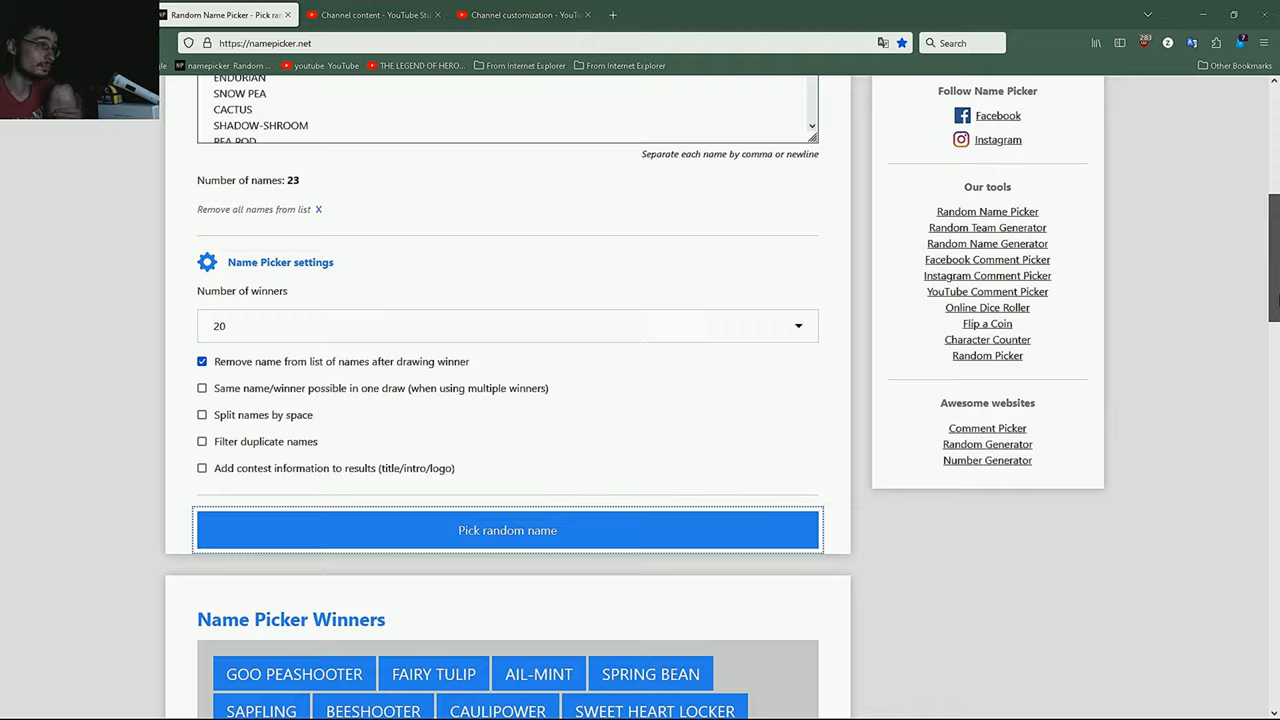 Random Name Picker - Pick ra
Channel content - YouTube St
Channel customization - YouTu
https://namepicker.net
Search
283
7
gle
namepicker Random ...
youtube YouTube
THE LEGEND OF HERO...
From Internet Explorer
From Internet Explorer
Other Bookmarks
ENDURIAN
SNOW PEA
CACTUS
SHADOW-SHROOM
PEA POD
Separate each name by comma or newline
Number of names: 23
Remove all names from list X
Name Picker settings
Number of winners
20
Remove name from list of names after drawing winner
Same name/winner possible in one draw (when using multiple winners)
Split names by space
Filter duplicate names
Add contest information to results (title/intro/logo)
Pick random name
Name Picker Winners
GOO PEASHOOTER
FAIRY TULIP
AIL-MINT
SPRING BEAN
SAPFLING
BEESHOOTER
CAULIPOWER
SWEET HEART LOCKER
Follow Name Picker
Facebook
Instagram
Our tools
Random Name Picker
Random Team Generator
Random Name Generator
Facebook Comment Picker
Instagram Comment Picker
YouTube Comment Picker
Online Dice Roller
Flip a Coin
Character Counter
Random Picker
Awesome websites
Comment Picker
Random Generator
Number Generator